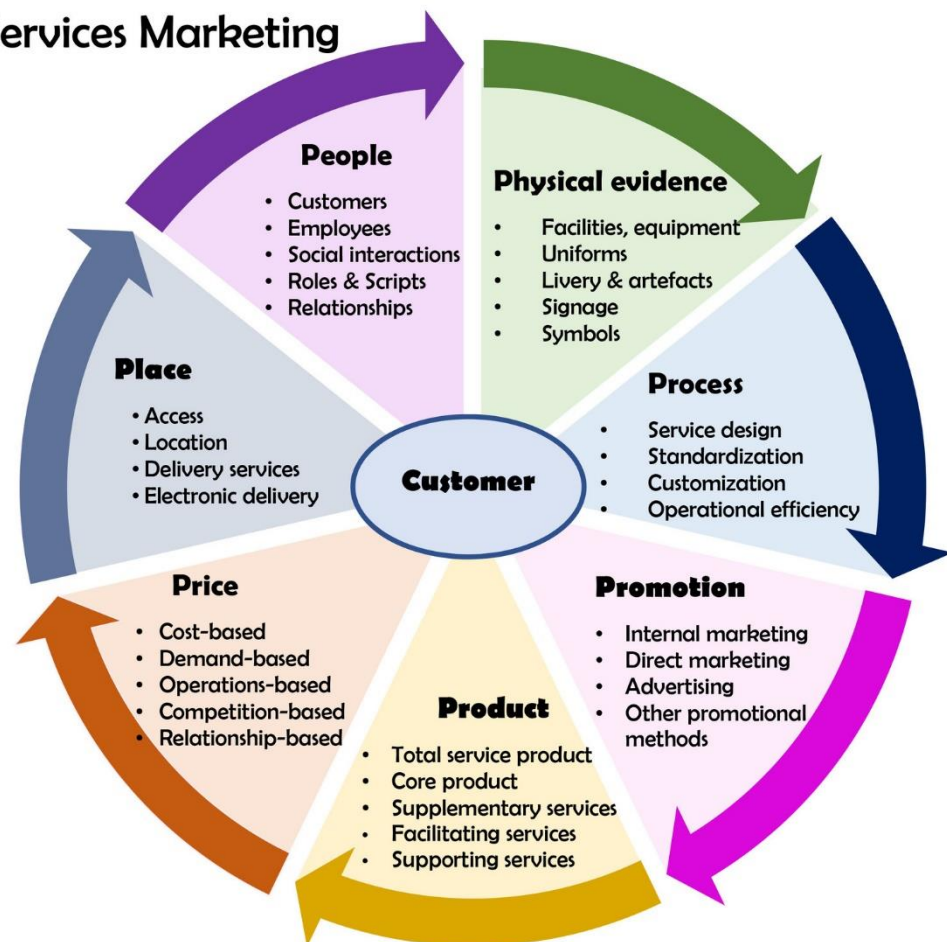 ervices Marketing
People
• Customers
• Employees
• Social interactions
• Roles & Scripts
• Relationships
Physical evidence
• Facilities, equipment
• Uniforms
• Livery & artefacts
• Signage
• Symbols
Process
• Service design
• Standardization
• Customization
• Operational efficiency
Promotion
• Internal marketing
• Direct marketing
• Advertising
• Other promotional
methods
Product
• Total service product
• Core product
• Supplementary services
• Facilitating services
• Supporting services
Price
• Cost-based
• Demand-based
• Operations-based
• Competition-based
• Relationship-based
Place
• Access
• Location
• Delivery services
• Electronic delivery
Customer